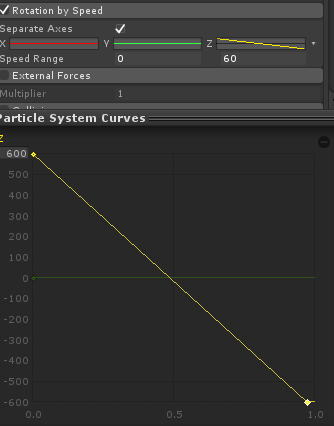 Rotation by Speed
Separate Axes
X Y Z
Speed Range 0 60
External Forces
Multiplier 1
Particle System Curves
Z
600
500
400
300
200
100
0
-100
-200
-300
-400
-500
-600
0.0 0.5 1.0